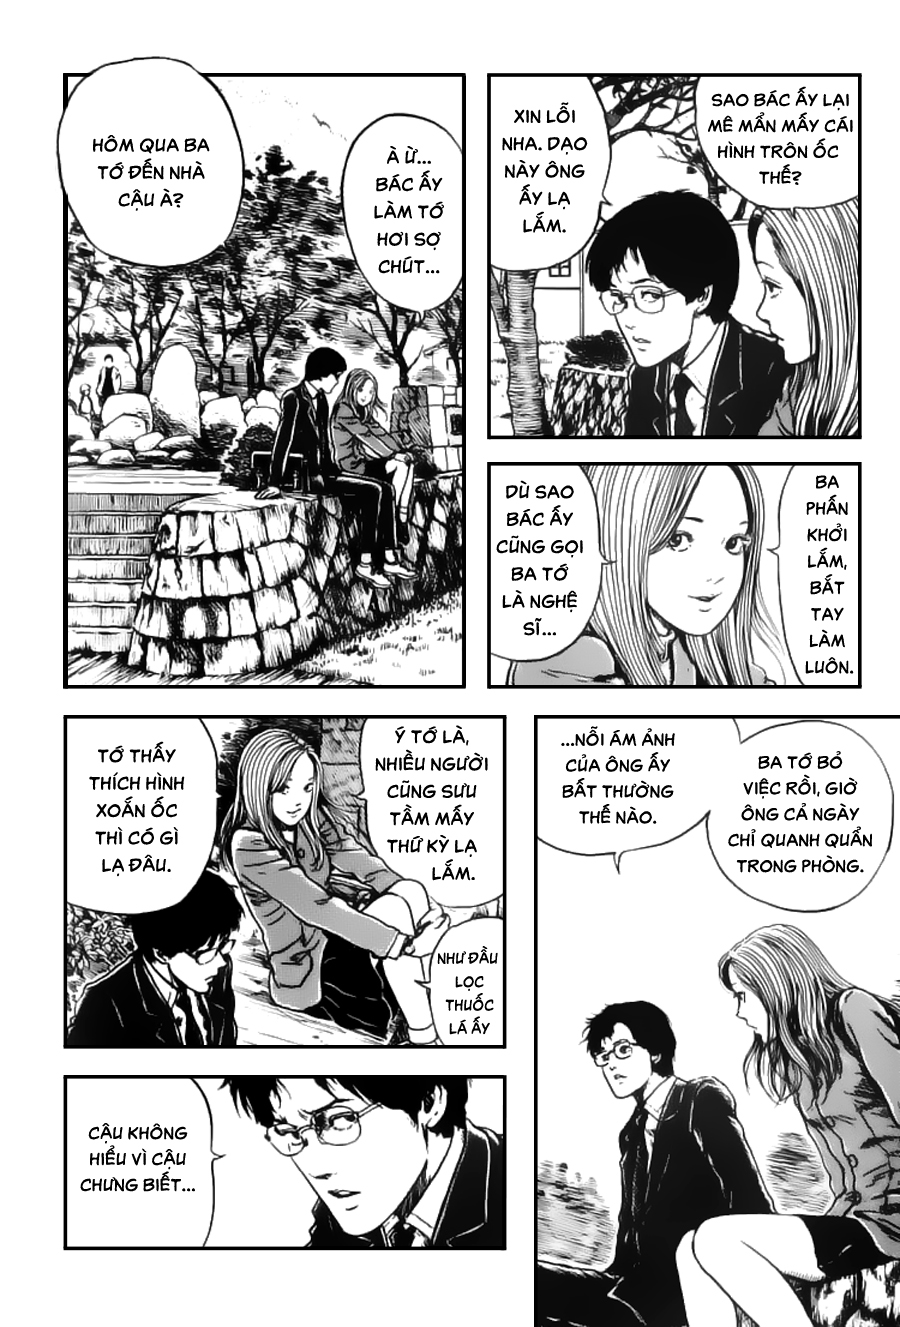 HÔM QUA BA
TỚ ĐẾN NHÀ
CẬU À?
À Ừ...
BÁC ẤY
LÀM TỚ
HƠI SỢ
CHÚT...
XIN LỖI
NHA. DẠO
NÀY ÔNG
ẤY LẠ
LẮM.
SAO BÁC ẤY LẠI
MÊ MẨN MẤY CÁI
HÌNH TRÔN ỐC
THẾ?
DÙ SAO
BÁC ẤY
CŨNG GỌI
BA TỚ
LÀ NGHỆ
SĨ...
BA
PHẤN
KHỞI
LẮM,
BẮT
TAY
LÀM
LUÔN.
TỚ THẤY
THÍCH HÌNH
XOẮN ỐC
THÌ CÓ GÌ
LẠ ĐÂU.
Ý TỚ LÀ,
NHIỀU NGƯỜI
CŨNG SƯU
TẦM MẤY
THỨ KỲ LẠ
LẮM.
NHƯ ĐẦU
LỌC
THUỐC
LÁ ẤY
CẬU KHÔNG
HIỂU VÌ CẬU
CHƯNG BIẾT...
...NỖI ÁM ẢNH
CỦA ÔNG ẤY
BẤT THƯỜNG
THẾ NÀO.
BA TỚ BỎ
VIỆC RỒI, GIỜ
ÔNG CẢ NGÀY
CHỈ QUANH QUẨN
TRONG PHÒNG.